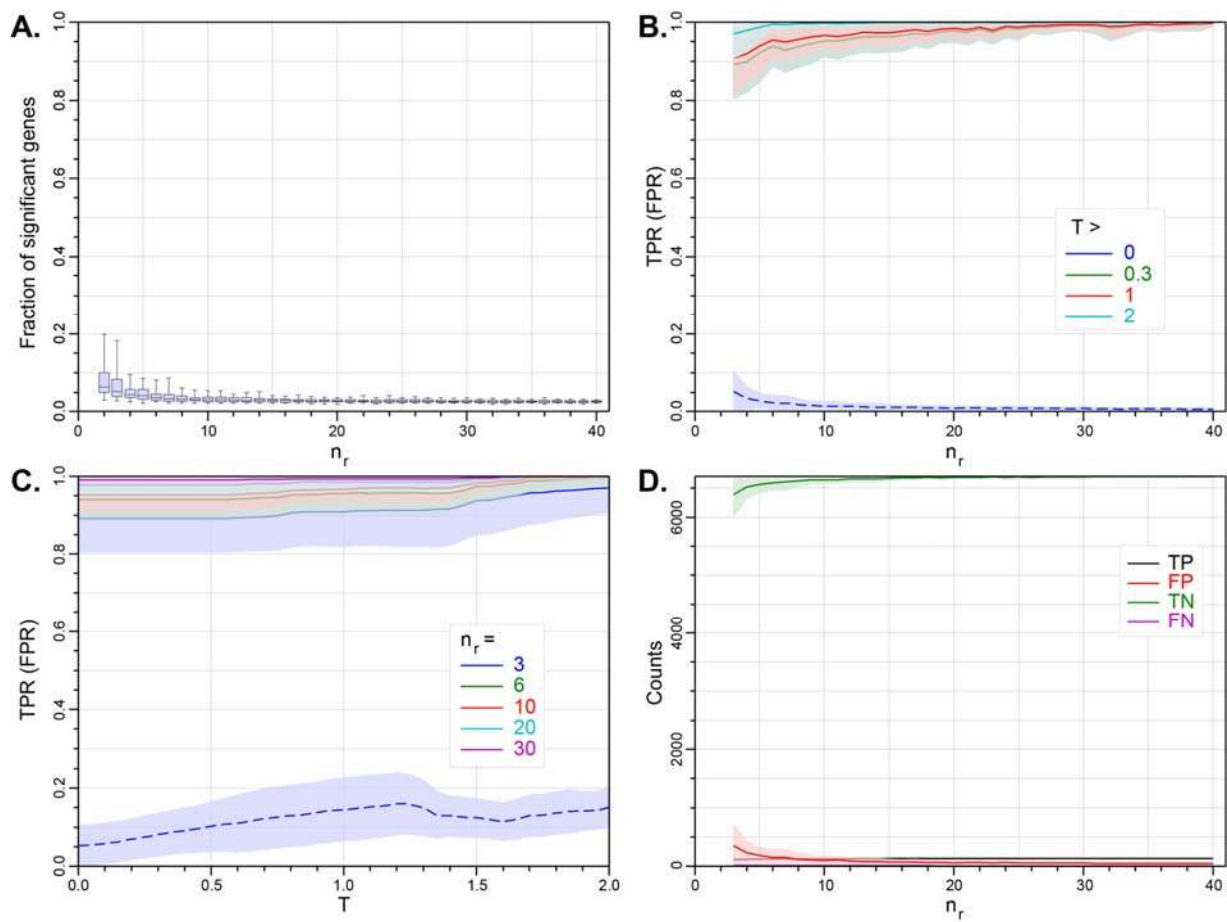 A.
Fraction of significant genes
0.0 0.2 0.4 0.6 0.8 1.0
0 10 20 30 40
n_r
B.
TPR (FPR)
0.0 0.2 0.4 0.6 0.8 1.0
T >
0
0.3
1
2
0 10 20 30 40
n_r
C.
TPR (FPR)
0.0 0.2 0.4 0.6 0.8 1.0
n_r =
3
6
10
20
30
0.0 0.5 1.0 1.5 2.0
T
D.
Counts
0 2000 4000 6000
TP
FP
TN
FN
0 10 20 30 40
n_r